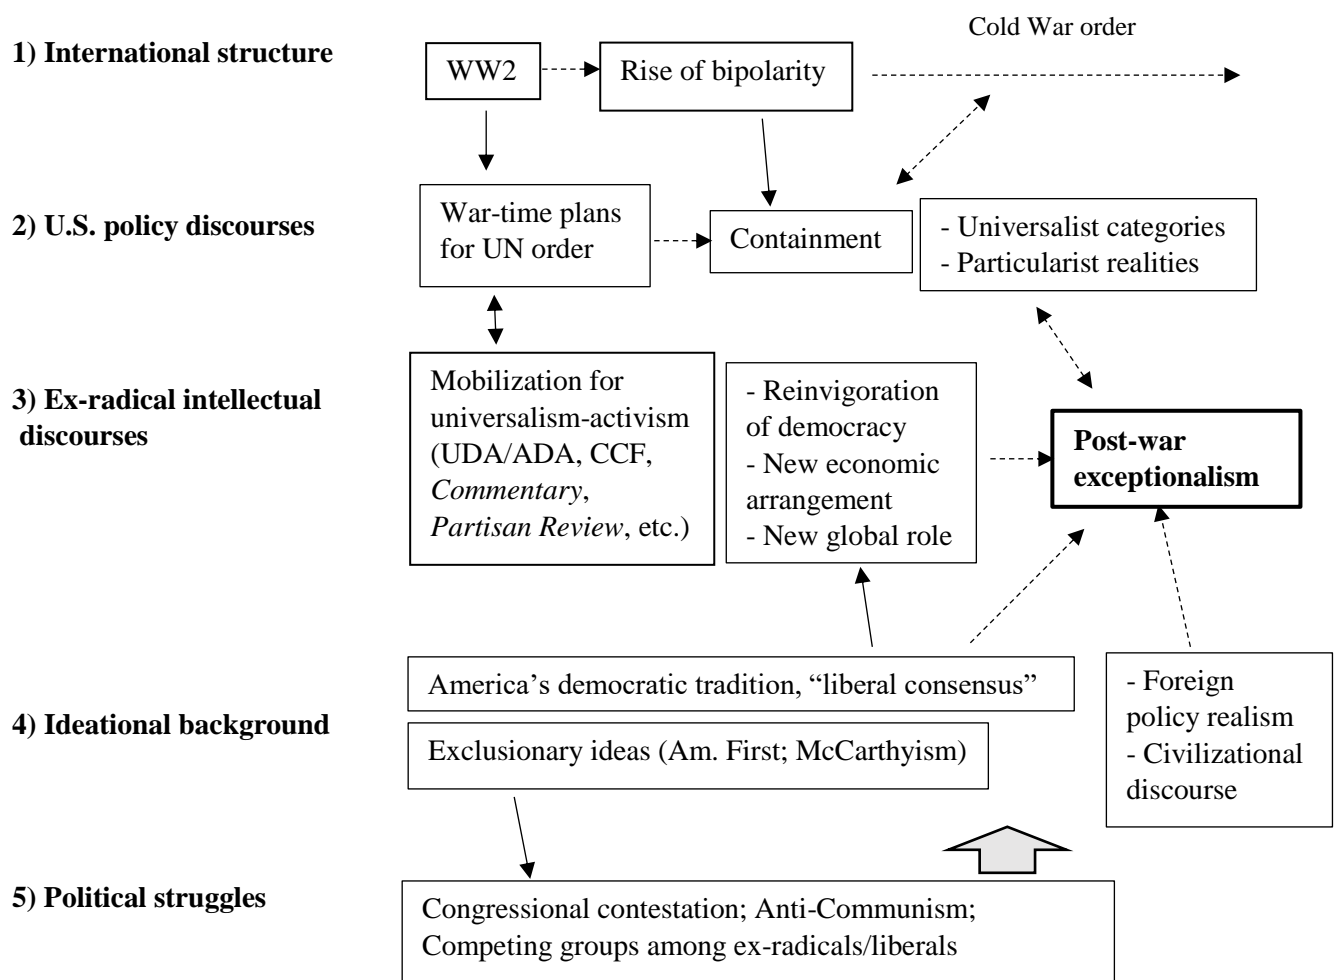 Cold War order
1) International structure
WW2
Rise of bipolarity
2) U.S. policy discourses
War-time plans
for UN order
Containment
- Universalist categories
- Particularist realities
3) Ex-radical intellectual
discourses
Mobilization for
universalism-activism
(UDA/ADA, CCF,
Commentary,
Partisan Review, etc.)
- Reinvigoration
of democracy
- New economic
arrangement
- New global role
Post-war
exceptionalism
4) Ideational background
America’s democratic tradition, “liberal consensus”
Exclusionary ideas (Am. First; McCarthyism)
- Foreign
policy realism
- Civilizational
discourse
5) Political struggles
Congressional contestation; Anti-Communism;
Competing groups among ex-radicals/liberals